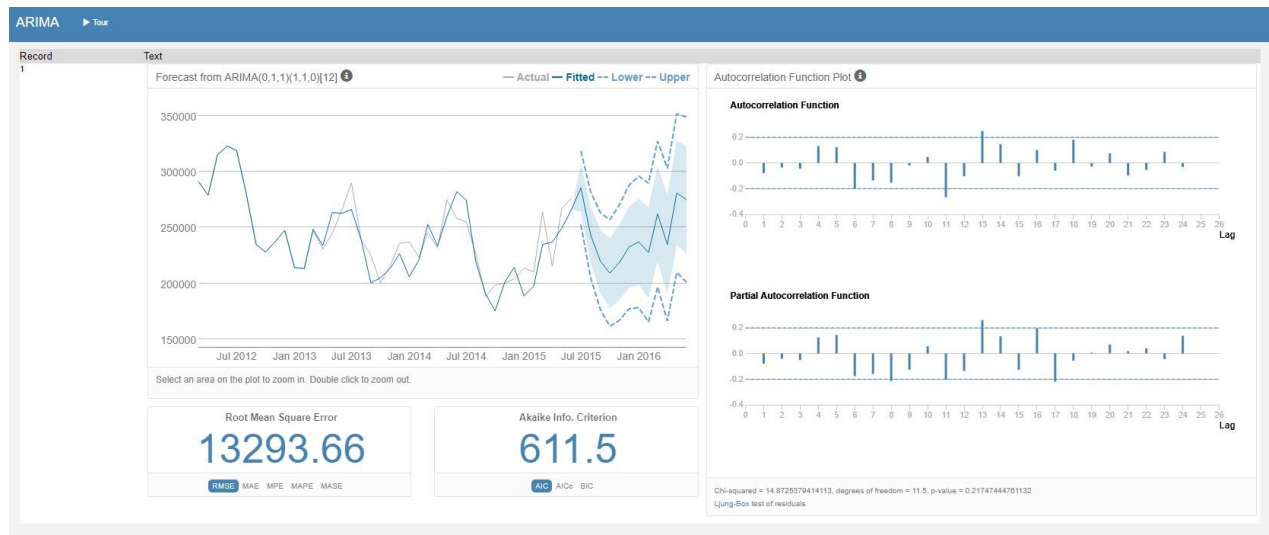 ARIMA ▶ Tour
Record Text
1
Forecast from ARIMA(0,1,1)(1,1,0)[12] — Actual — Fitted -- Lower -- Upper
350000
300000
250000
200000
150000
Jul 2012 Jan 2013 Jul 2013 Jan 2014 Jul 2014 Jan 2015 Jul 2015 Jan 2016
Select an area on the plot to zoom in. Double click to zoom out.
Root Mean Square Error
13293.66
RMSE MAE MPE MAPE MASE
Akaike Info. Criterion
611.5
AIC AICc BIC
Autocorrelation Function Plot
Autocorrelation Function
0.2
0.0
-0.2
-0.4
0 1 2 3 4 5 6 7 8 9 10 11 12 13 14 15 16 17 18 19 20 21 22 23 24 25 26
Lag
Partial Autocorrelation Function
0.2
0.0
-0.2
-0.4
0 1 2 3 4 5 6 7 8 9 10 11 12 13 14 15 16 17 18 19 20 21 22 23 24 25 26
Lag
Chi-squared = 14.8725379414113, degrees of freedom = 11.5, p-value = 0.21747444761132
Ljung-Box test of residuals